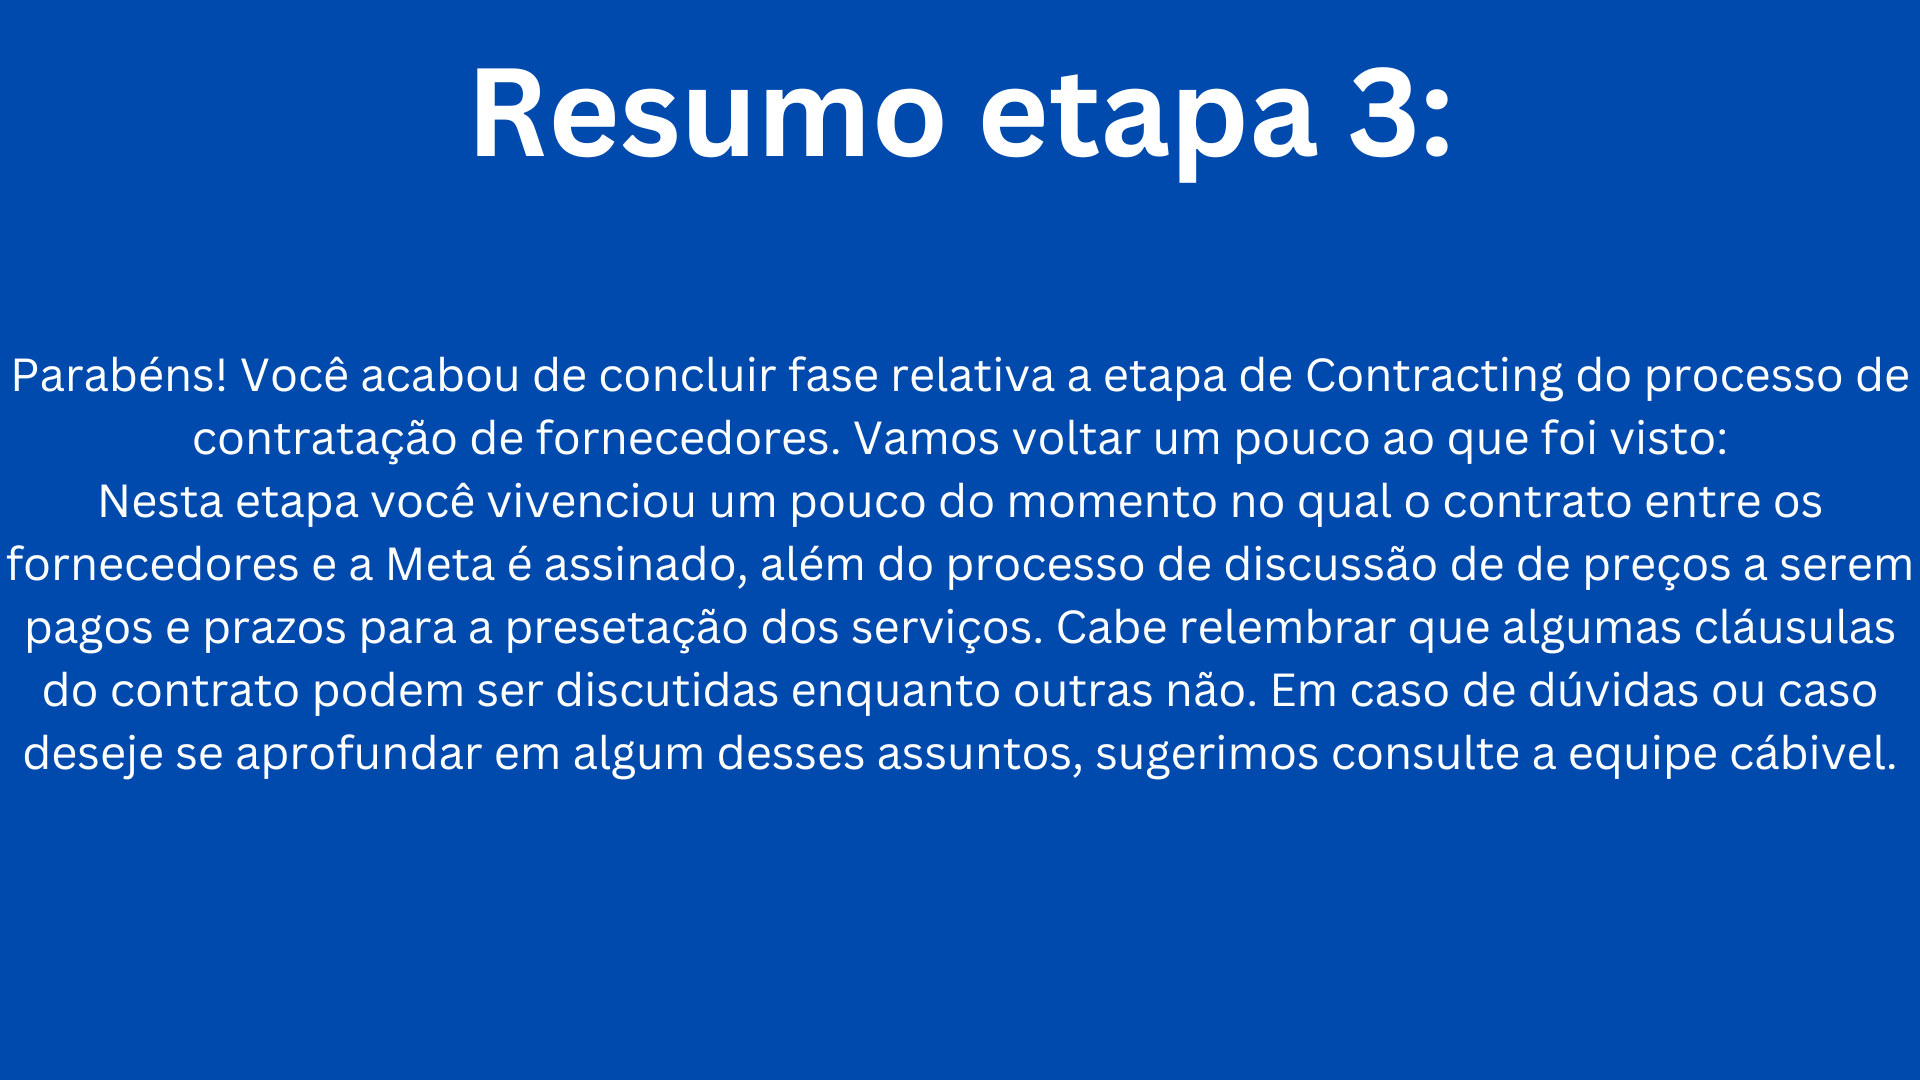 Resumo etapa 3:
Parabéns! Você acabou de concluir fase relativa a etapa de Contracting do processo de
contratação de fornecedores. Vamos voltar um pouco ao que foi visto:
Nesta etapa você vivenciou um pouco do momento no qual o contrato entre os
fornecedores e a Meta é assinado, além do processo de discussão de de preços a serem
pagos e prazos para a presetação dos serviços. Cabe relembrar que algumas cláusulas
do contrato podem ser discutidas enquanto outras não. Em caso de dúvidas ou caso
deseje se aprofundar em algum desses assuntos, sugerimos consulte a equipe cábivel.